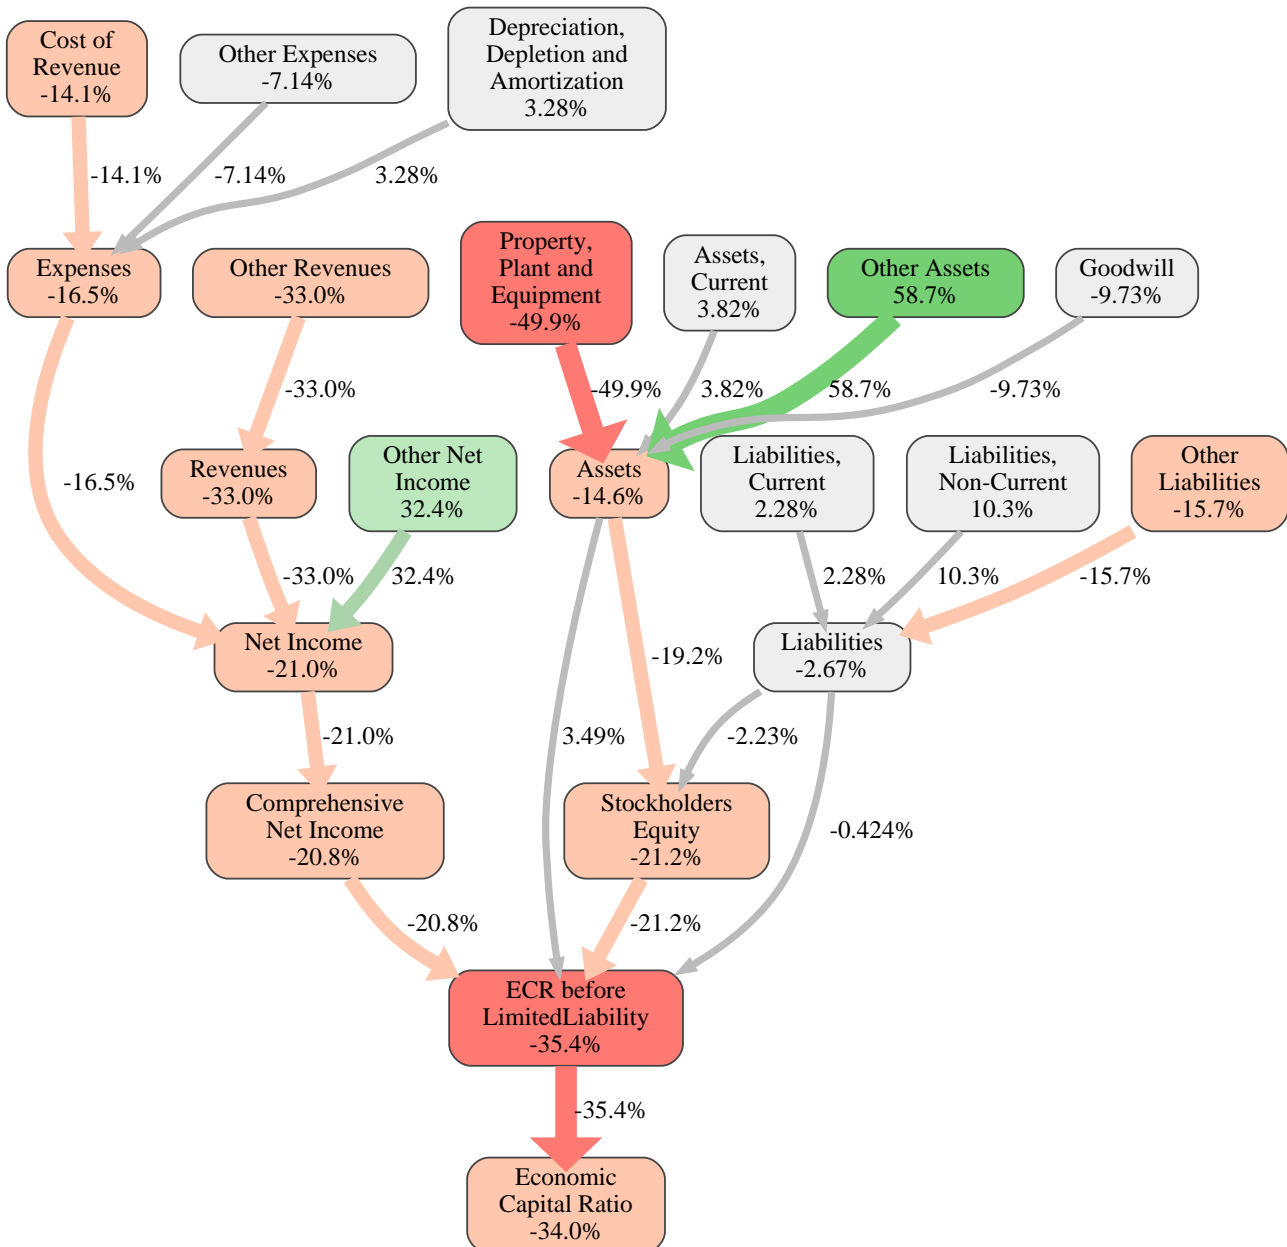 Cost of
Revenue
-14.1%
Other Expenses
-7.14%
Depreciation,
Depletion and
Amortization
3.28%
-14.1%
-7.14%
3.28%
Expenses
-16.5%
Other Revenues
-33.0%
Property,
Plant and
Equipment
-49.9%
Assets,
Current
3.82%
Other Assets
58.7%
Goodwill
-9.73%
-33.0%
-49.9%
3.82%
58.7%
-9.73%
-16.5%
Revenues
-33.0%
Other Net
Income
32.4%
Assets
-14.6%
Liabilities,
Current
2.28%
Liabilities,
Non-Current
10.3%
Other
Liabilities
-15.7%
-33.0%
32.4%
2.28%
10.3%
-15.7%
Net Income
-21.0%
-19.2%
Liabilities
-2.67%
-21.0%
3.49%
-2.23%
Comprehensive
Net Income
-20.8%
Stockholders
Equity
-21.2%
-0.424%
-20.8%
-21.2%
ECR before
LimitedLiability
-35.4%
-35.4%
Economic
Capital Ratio
-34.0%